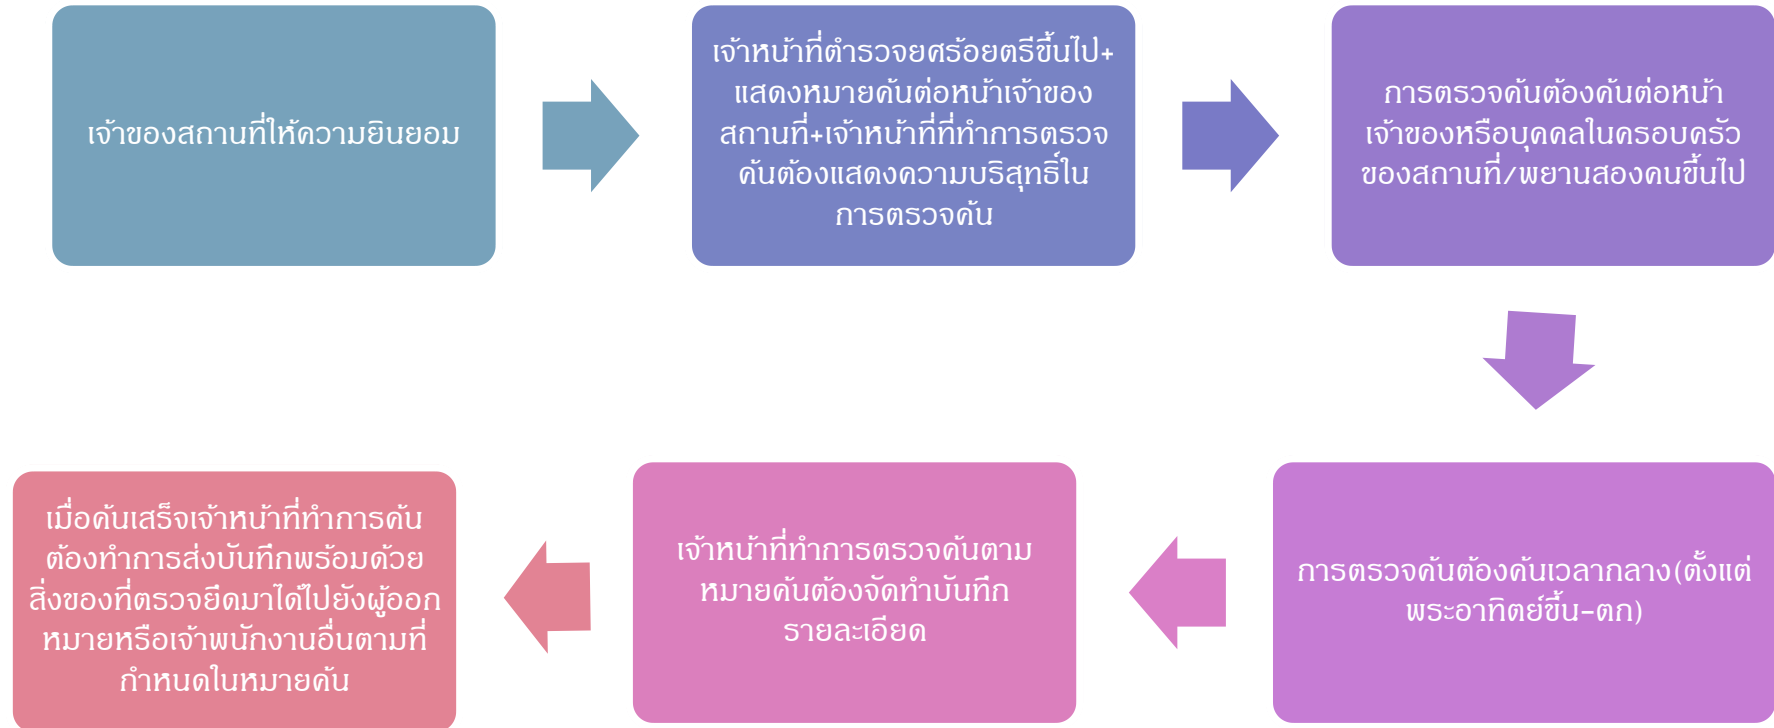 เจ้าของสถานที่ให้ความยินยอม
เจ้าหน้าที่ตำรวจยศร้อยตรีขึ้นไป+
แสดงหมายค้นต่อหน้าเจ้าของ
สถานที่+เจ้าหน้าที่ที่ทำการตรวจ
ค้นต้องแสดงความบริสุทธิ์ใน
การตรวจค้น
การตรวจค้นต้องค้นต่อหน้า
เจ้าของหรือบุคคลในครอบครัว
ของสถานที่/พยานสองคนขึ้นไป
การตรวจค้นต้องค้นเวลากลาง(ตั้งแต่
พระอาทิตย์ขึ้น-ตก)
เจ้าหน้าที่ทำการตรวจค้นตาม
หมายค้นต้องจัดทำบันทึก
รายละเอียด
เมื่อค้นเสร็จเจ้าหน้าที่ทำการค้น
ต้องทำการส่งบันทึกพร้อมด้วย
สิ่งของที่ตรวจยึดมาได้ไปยังผู้ออก
หมายหรือเจ้าพนักงานอื่นตามที่
กำหนดในหมายค้น